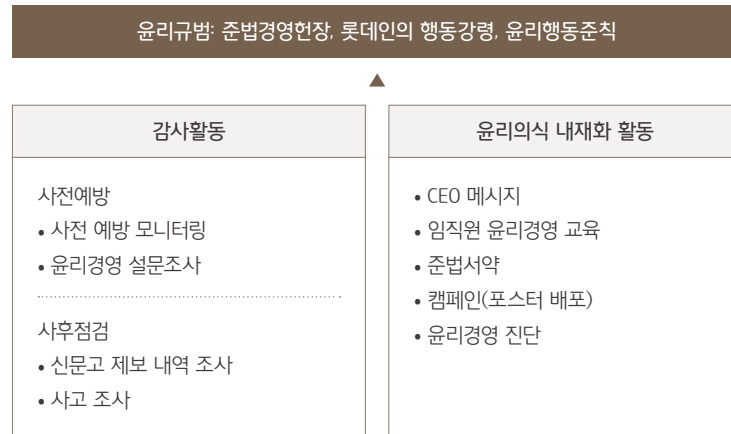 윤리규범: 준법경영헌장, 롯데인의 행동강령, 윤리행동준칙
감사활동
사전예방
• 사전 예방 모니터링
• 윤리경영 설문조사
사후점검
• 신문고 제보 내역 조사
• 사고 조사
윤리의식 내재화 활동
• CEO 메시지
• 임직원 윤리경영 교육
• 준법서약
• 캠페인(포스터 배포)
• 윤리경영 진단